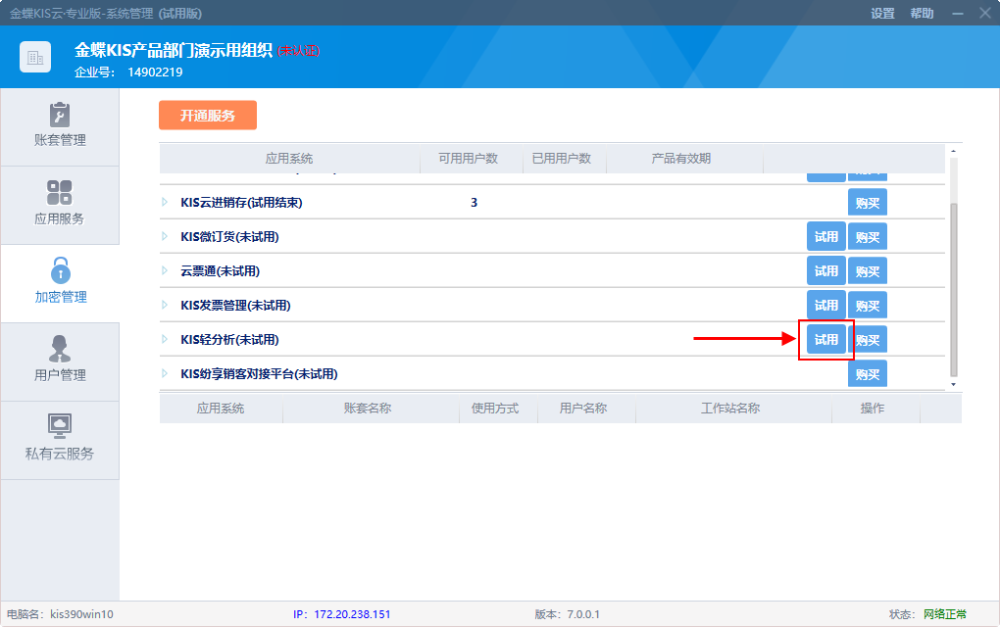 金蝶KIS云·专业版-系统管理 (试用版) 设置 帮助
金蝶KIS产品部门演示用组织 (未认证)
企业号： 14902219
账套管理
应用服务
加密管理
用户管理
私有云服务
开通服务
应用系统 可用用户数 已用用户数 产品有效期
KIS云进销存(试用结束) 3 购买
KIS微订货(未试用) 试用 购买
云票通(未试用) 试用 购买
KIS发票管理(未试用) 试用 购买
KIS轻分析(未试用) 试用 购买
KIS纷享销客对接平台(未试用) 购买
应用系统 账套名称 使用方式 用户名称 工作站名称 操作
电脑名：kis390win10 IP：172.20.238.151 版本：7.0.0.1 状态：网络正常